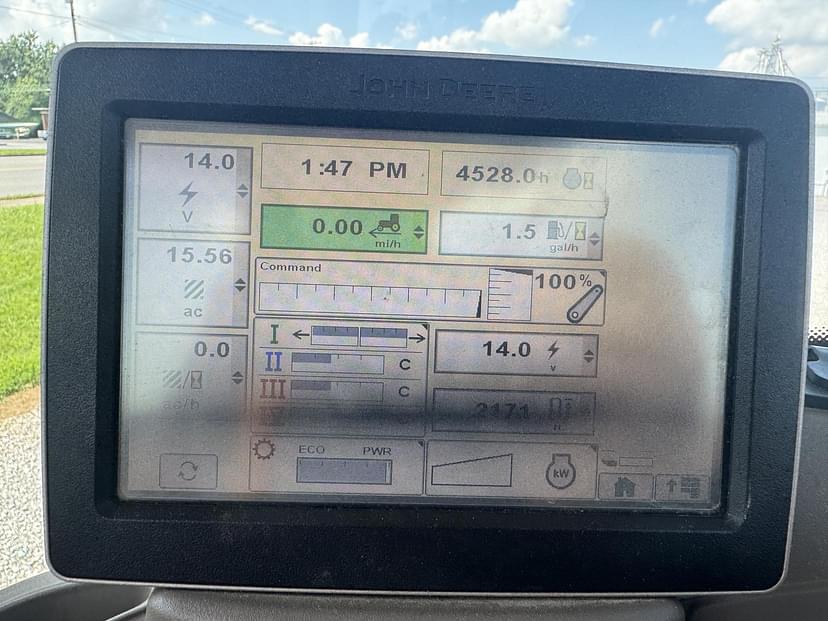 JOHN DEERE
14.0
V
1:47 PM
4528.0 h
0.00
mi/h
1.5
gal/h
15.56
ac
Command
100%
0.0
ac/h
I
II C
III C
14.0
V
ECO PWR
kW